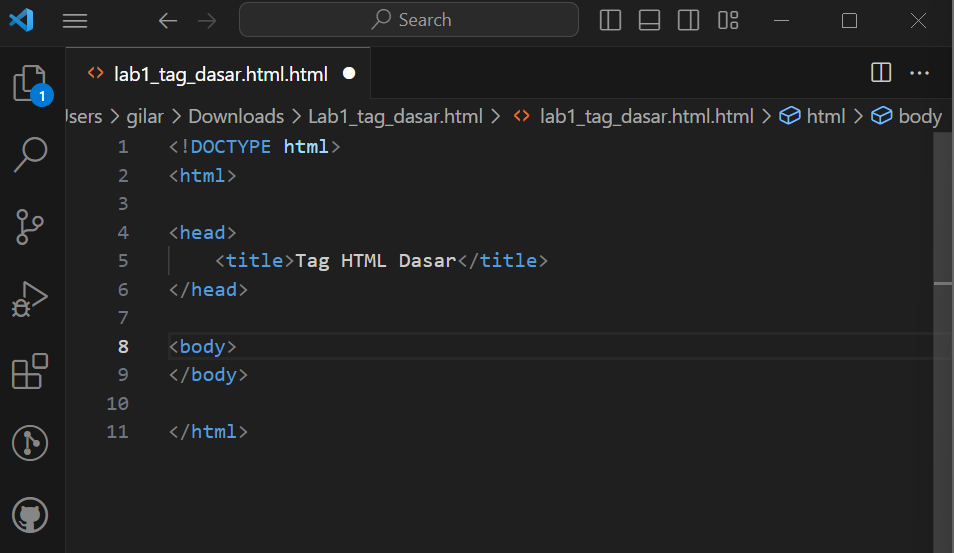 Search
lab1_tag_dasar.html.html
1
Users > gilar > Downloads > Lab1_tag_dasar.html > lab1_tag_dasar.html.html > html > body
1 <!DOCTYPE html>
2 <html>
3
4 <head>
5     <title>Tag HTML Dasar</title>
6 </head>
7
8 <body>
9 </body>
10
11 </html>